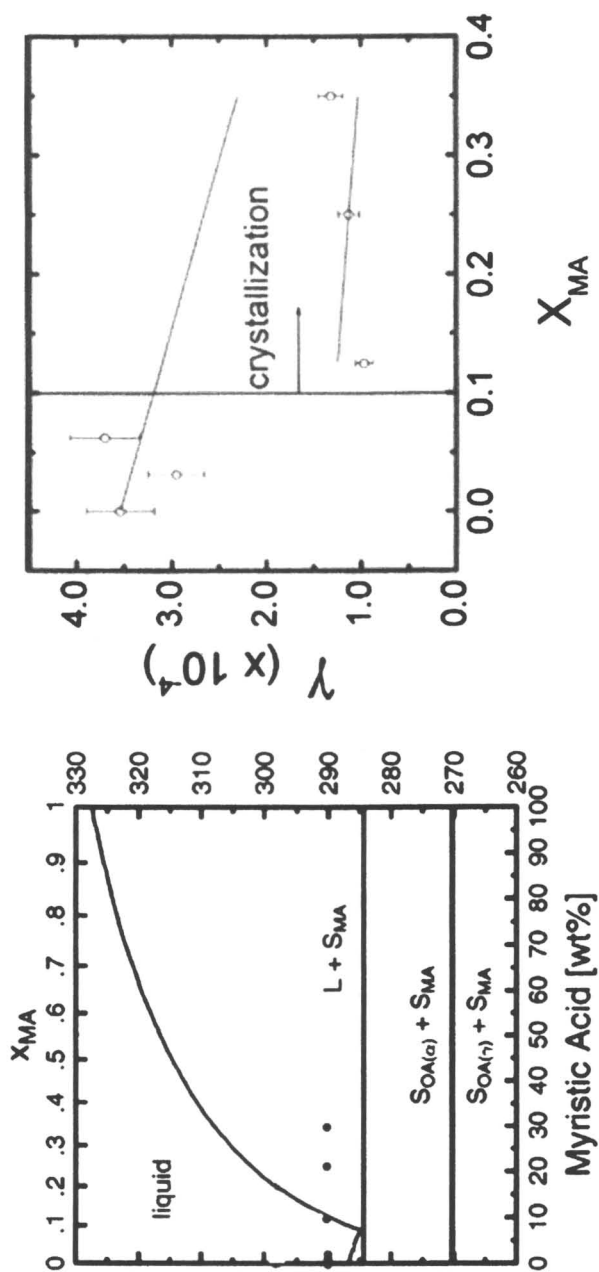 x_MA
0 .1 .2 .3 .4 .5 .6 .7 .8 .9 1
330
320
310
300
290
280
270
260
liquid
L + S_MA
S_OA(α) + S_MA
S_OA(γ) + S_MA
0 10 20 30 40 50 60 70 80 90 100
Myristic Acid [wt%]
γ (x 10^-4)
4.0
3.0
2.0
1.0
0.0
crystallization
0.0 0.1 0.2 0.3 0.4
X_MA